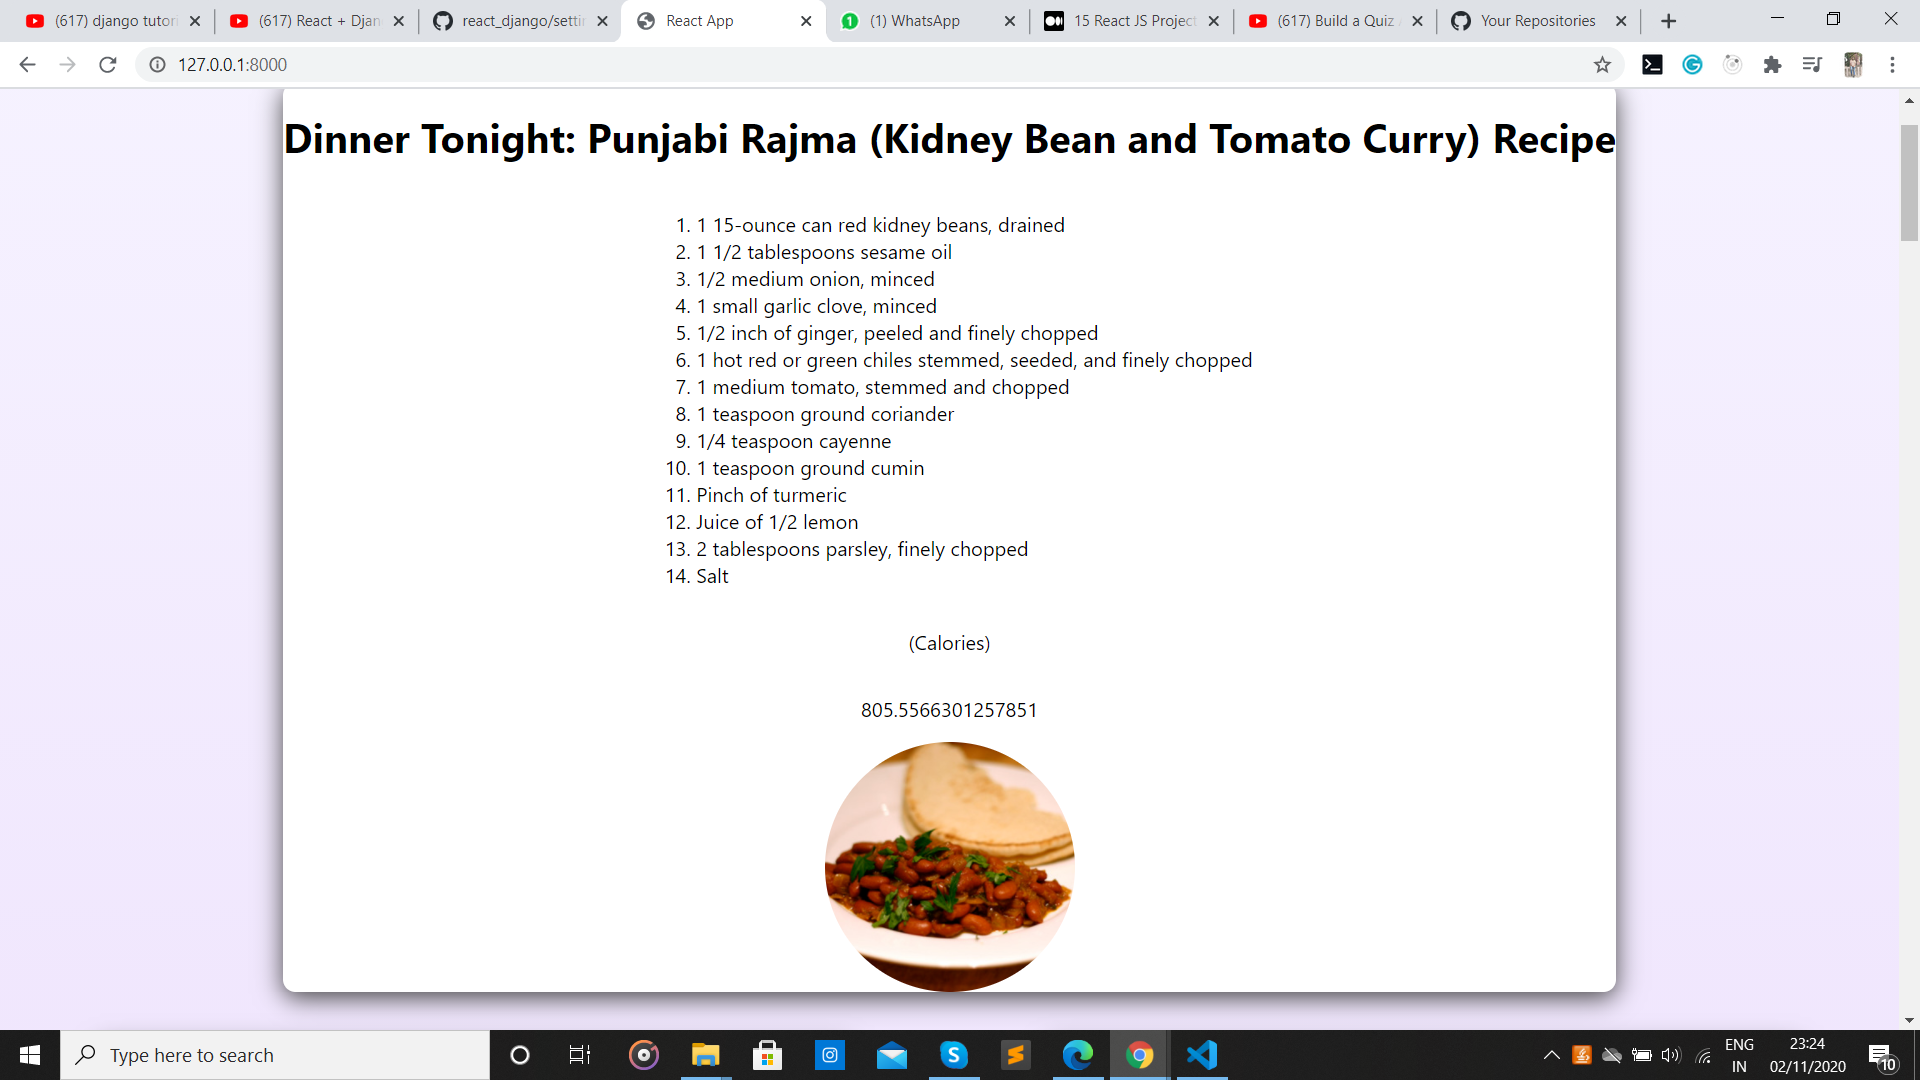 (617) django tutori
(617) React + Djan
react_django/settin
React App
(1) WhatsApp
15 React JS Project
(617) Build a Quiz
Your Repositories
127.0.0.1:8000
Dinner Tonight: Punjabi Rajma (Kidney Bean and Tomato Curry) Recipe
1. 1 15-ounce can red kidney beans, drained
2. 1 1/2 tablespoons sesame oil
3. 1/2 medium onion, minced
4. 1 small garlic clove, minced
5. 1/2 inch of ginger, peeled and finely chopped
6. 1 hot red or green chiles stemmed, seeded, and finely chopped
7. 1 medium tomato, stemmed and chopped
8. 1 teaspoon ground coriander
9. 1/4 teaspoon cayenne
10. 1 teaspoon ground cumin
11. Pinch of turmeric
12. Juice of 1/2 lemon
13. 2 tablespoons parsley, finely chopped
14. Salt
(Calories)
805.5566301257851
Type here to search
ENG
IN
23:24
02/11/2020
10